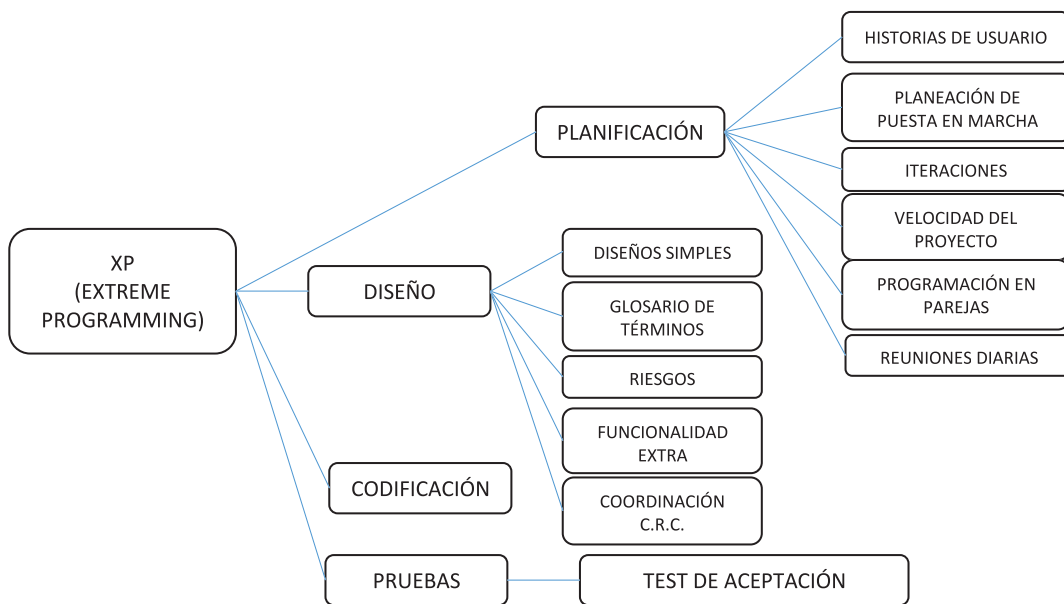 XP
(EXTREME
PROGRAMMING)
PLANIFICACIÓN
HISTORIAS DE USUARIO
PLANEACIÓN DE
PUESTA EN MARCHA
ITERACIONES
VELOCIDAD DEL
PROYECTO
PROGRAMACIÓN EN
PAREJAS
REUNIONES DIARIAS
DISEÑO
DISEÑOS SIMPLES
GLOSARIO DE
TÉRMINOS
RIESGOS
FUNCIONALIDAD
EXTRA
COORDINACIÓN
C.R.C.
CODIFICACIÓN
PRUEBAS
TEST DE ACEPTACIÓN